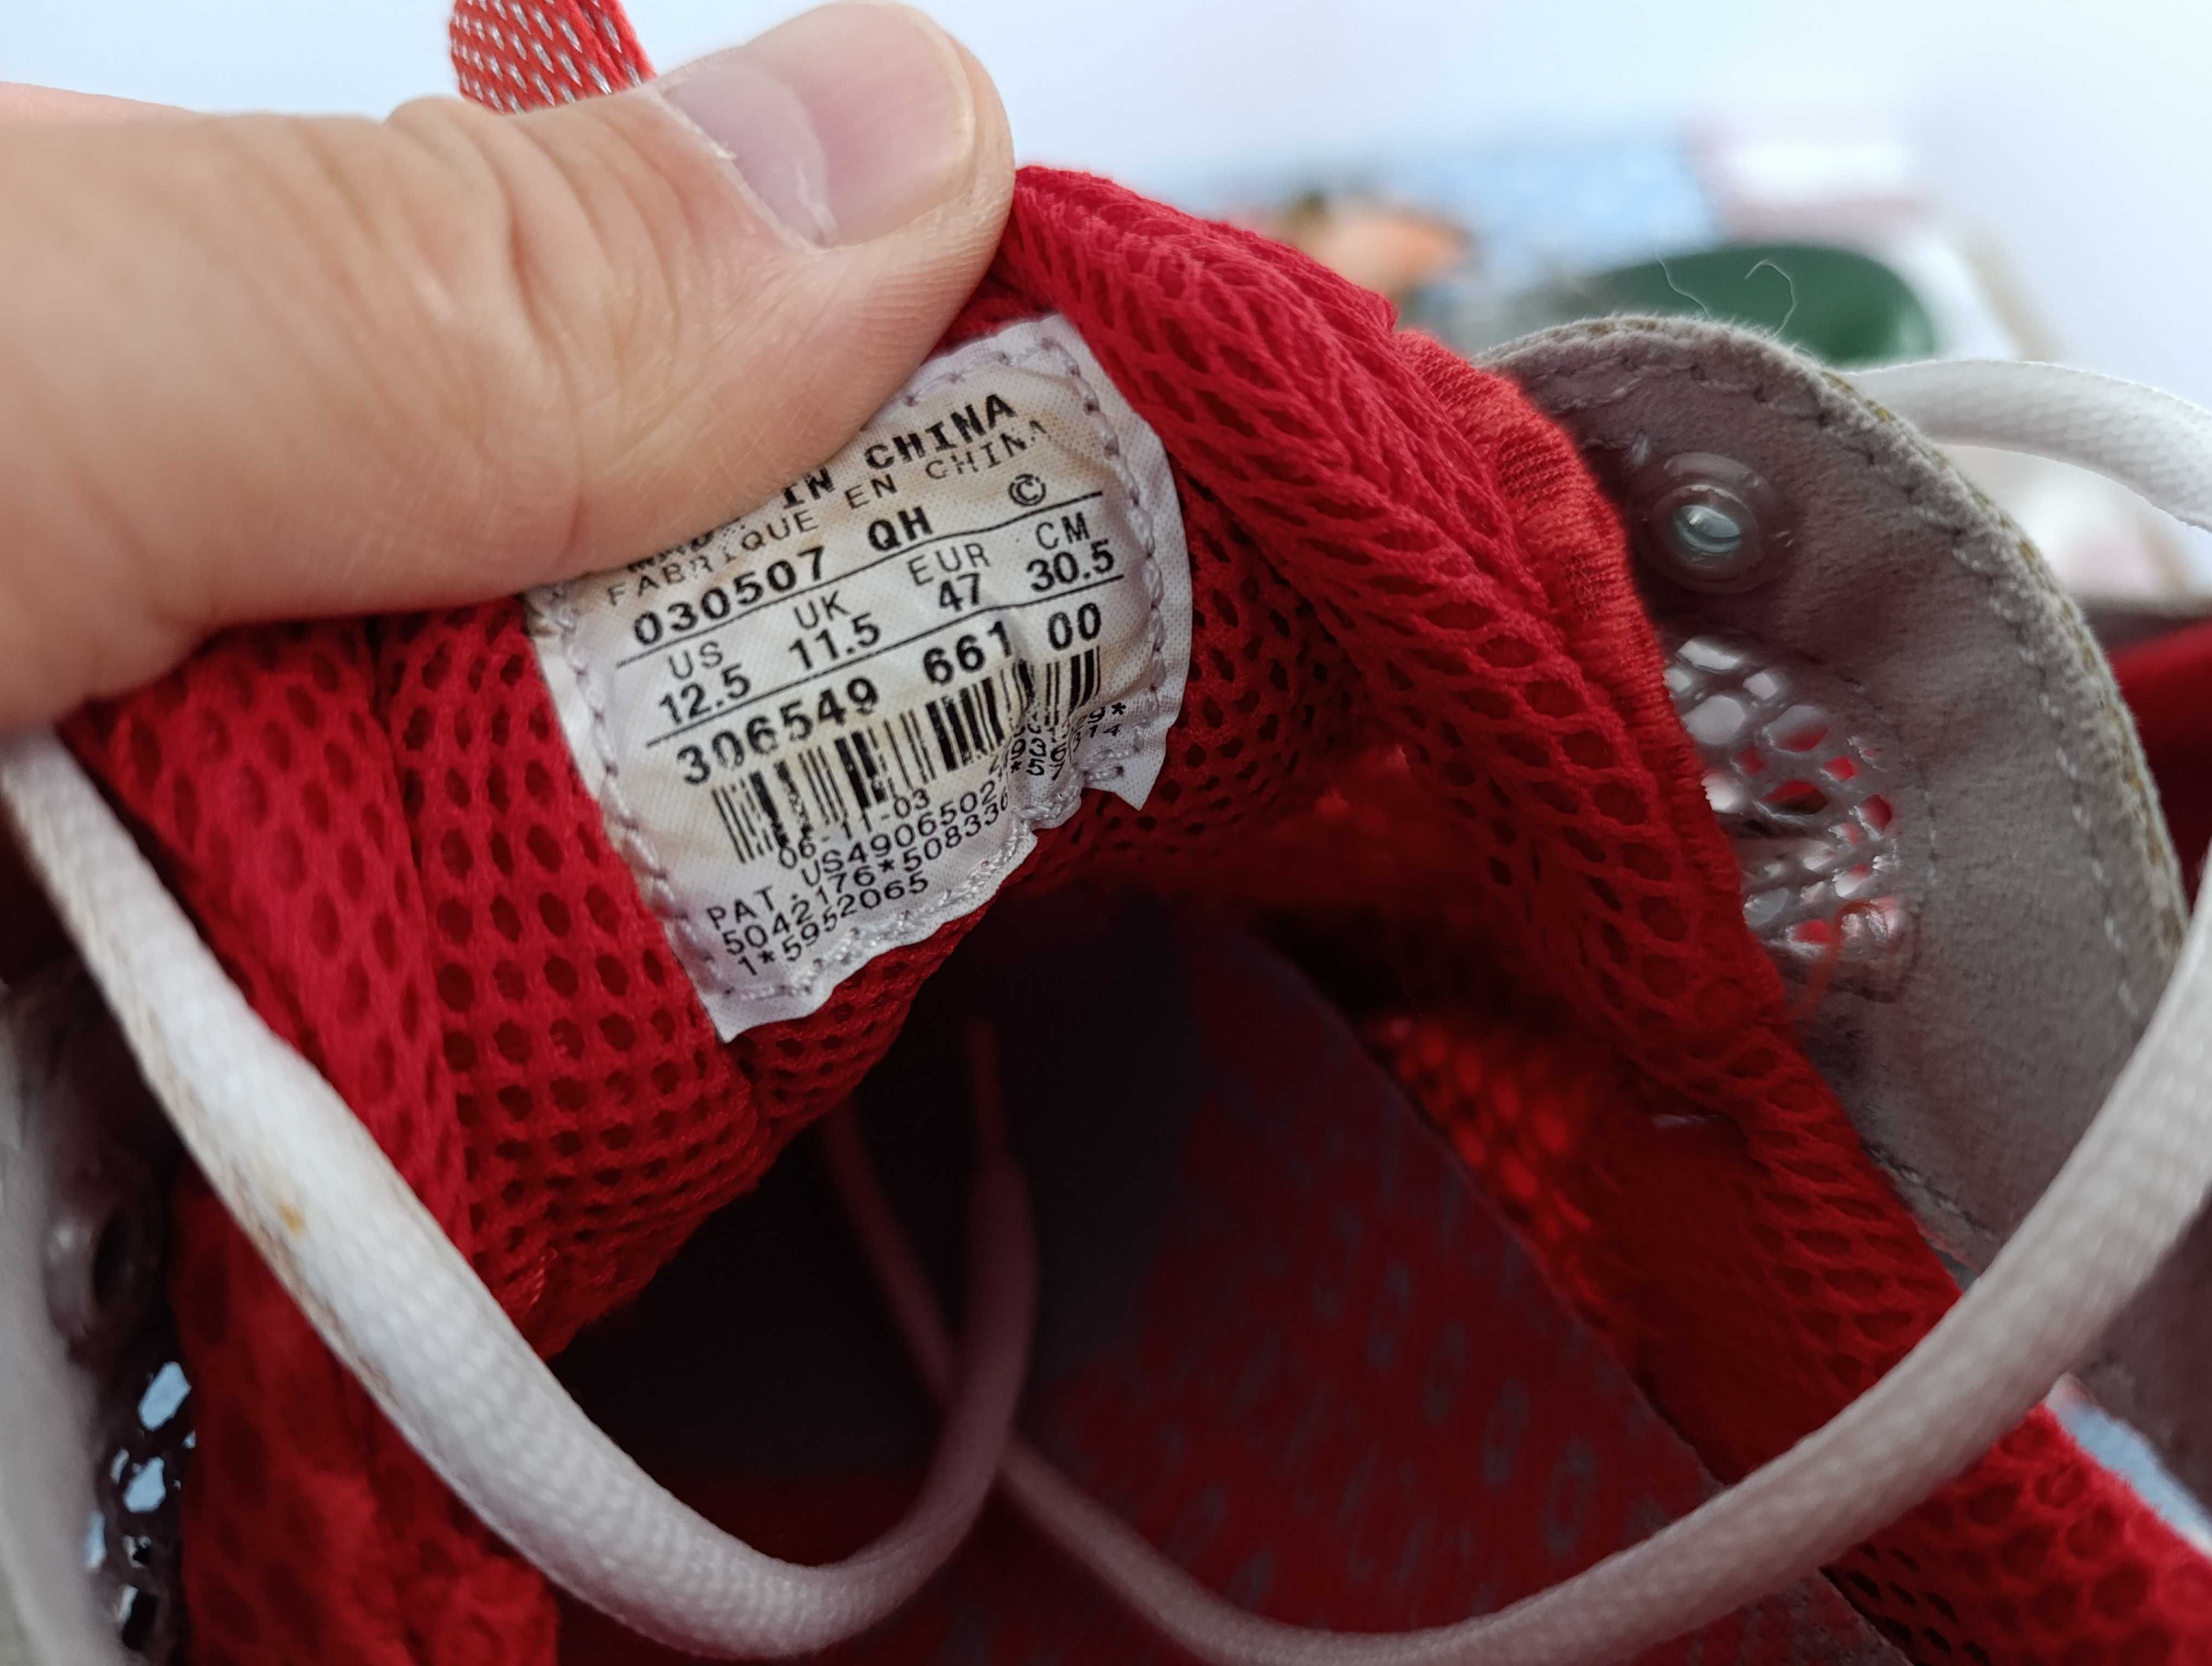 IN CHINA
FABRIQUE EN CHINA
030507 QH ©
US UK EUR CM
12.5 11.5 47 30.5
306549 661 00
06-11-03
PAT.
5042176*508336
1*5952065